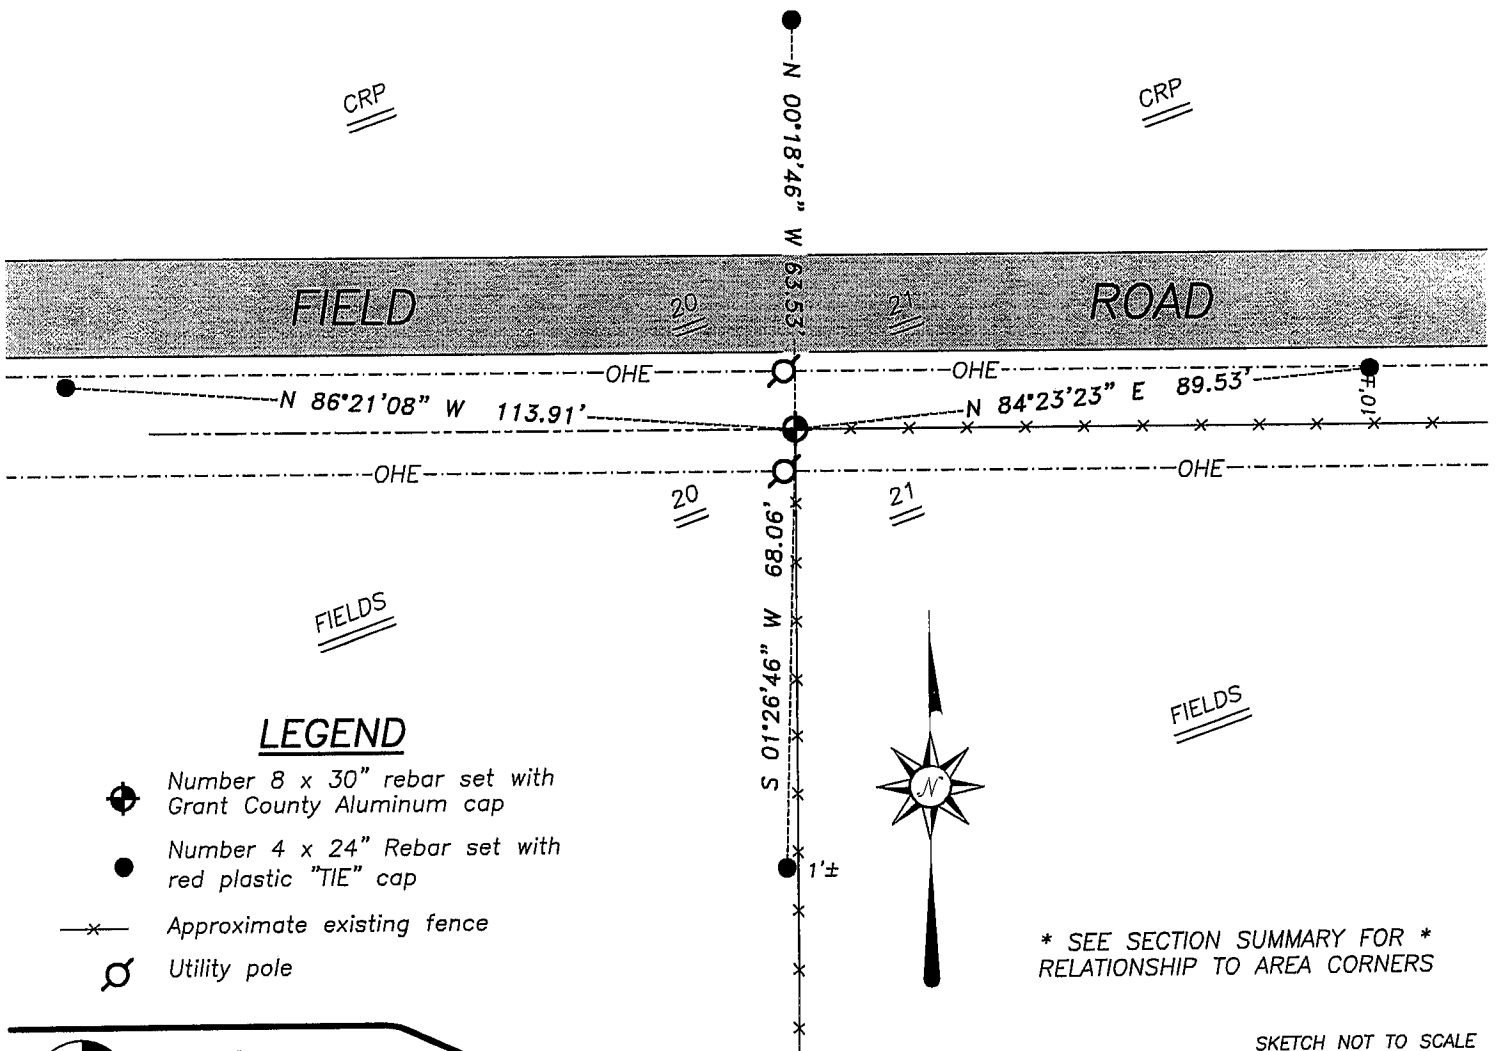 CRP
CRP
N 00°18'46" W 63.53'
FIELD
20
21
ROAD
OHE
OHE
N 86°21'08" W 113.91'
N 84°23'23" E 89.53'
OHE
OHE
20
21
S 01°26'46" W 68.06'
FIELDS
FIELDS
N
LEGEND
Number 8 x 30" rebar set with
Grant County Aluminum cap
Number 4 x 24" Rebar set with
red plastic "TIE" cap
1'±
Approximate existing fence
Utility pole
* SEE SECTION SUMMARY FOR *
RELATIONSHIP TO AREA CORNERS
SKETCH NOT TO SCALE